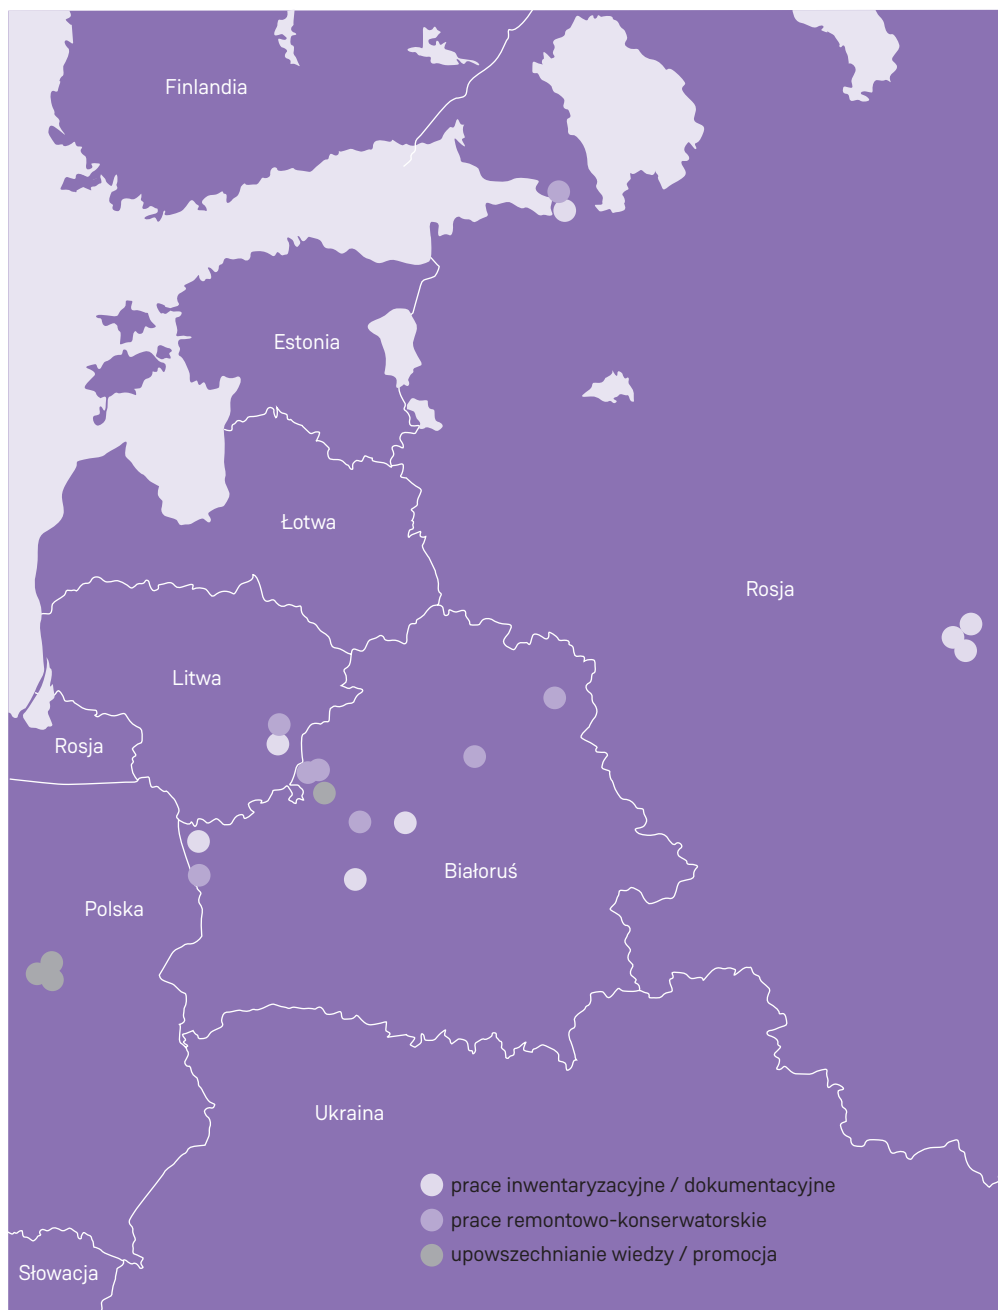 Finlandia
Estonia
Łotwa
Rosja
Litwa
Rosja
Białoruś
Polska
Ukraina
prace inwentaryzacyjne / dokumentacyjne
prace remontowo-konserwatorskie
upowszechnianie wiedzy / promocja
Słowacja